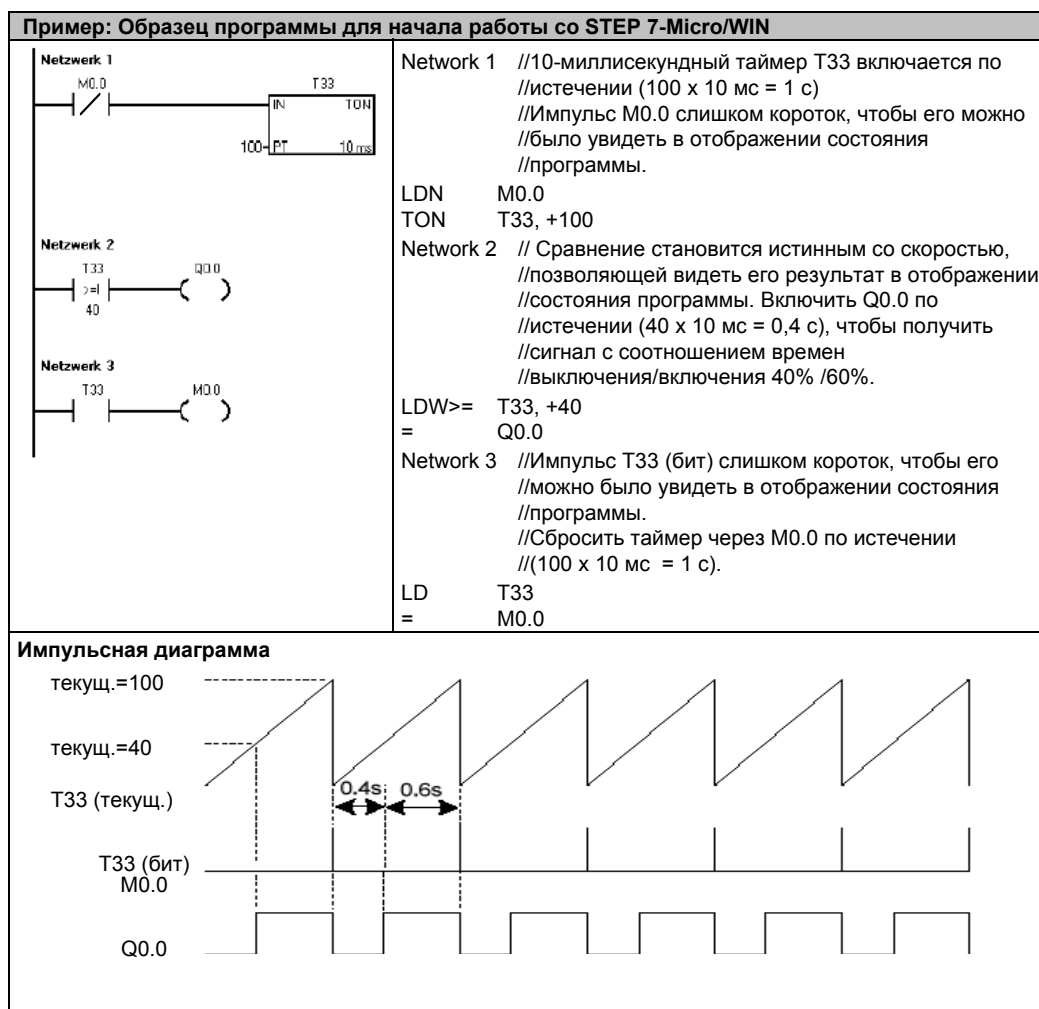 Пример: Образец программы для начала работы со STEP 7-Micro/WIN
Netzwerk 1
M0.0
T33
IN TON
100 PT 10 ms
Netzwerk 2
T33 Q0.0
>=I
40
Netzwerk 3
T33 M0.0
Network 1 //10-миллисекундный таймер T33 включается по
//истечении (100 x 10 мс = 1 с)
//Импульс M0.0 слишком короток, чтобы его можно
//было увидеть в отображении состояния
//программы.
LDN M0.0
TON T33, +100
Network 2 // Сравнение становится истинным со скоростью,
//позволяющей видеть его результат в отображении
//состояния программы. Включить Q0.0 по
//истечении (40 x 10 мс = 0,4 с), чтобы получить
//сигнал с соотношением времен
//выключения/включения 40% /60%.
LDW>= T33, +40
= Q0.0
Network 3 //Импульс T33 (бит) слишком короток, чтобы его
//можно было увидеть в отображении состояния
//программы.
//Сбросить таймер через M0.0 по истечении
//(100 x 10 мс = 1 с).
LD T33
= M0.0
Импульсная диаграмма
текущ.=100
текущ.=40
T33 (текущ.)
0.4s 0.6s
T33 (бит)
M0.0
Q0.0